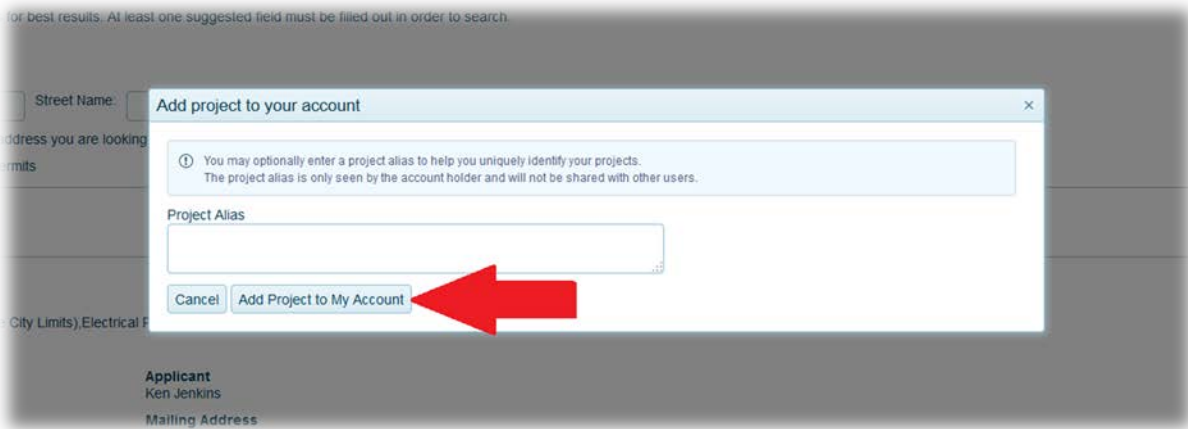 for best results. At least one suggested field must be filled out in order to search.
Street Name:
Add project to your account
×
address you are looking
ermits
You may optionally enter a project alias to help you uniquely identify your projects.
The project alias is only seen by the account holder and will not be shared with other users.
Project Alias
Cancel Add Project to My Account
City Limits),Electrical
Applicant
Ken Jenkins
Mailing Address